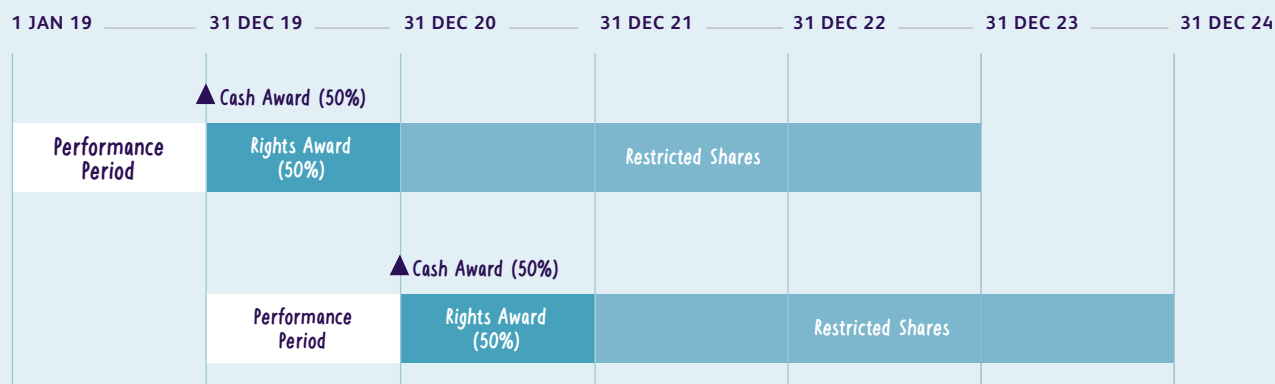 1 JAN 19 31 DEC 19 31 DEC 20 31 DEC 21 31 DEC 22 31 DEC 23 31 DEC 24
Cash Award (50%)
Performance
Period
Rights Award
(50%)
Restricted Shares
Cash Award (50%)
Performance
Period
Rights Award
(50%)
Restricted Shares